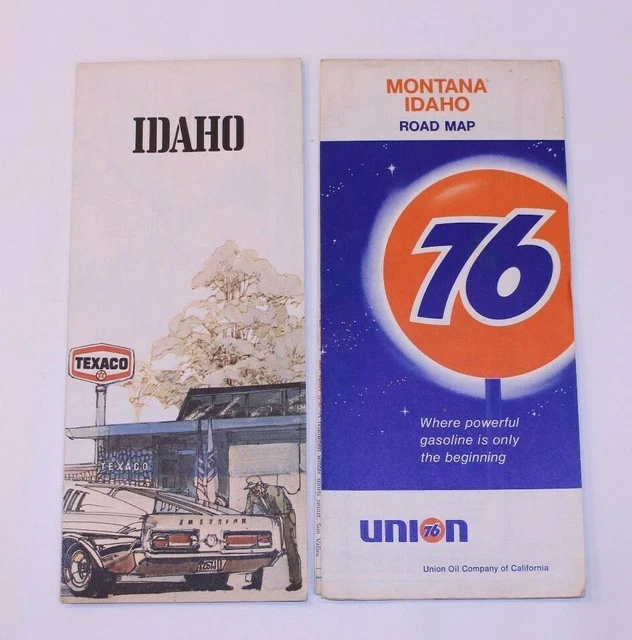 IDAHO
TEXACO
TEXACO
MONTANA
IDAHO
ROAD MAP
76
Where powerful
gasoline is only
the beginning
UNION
76
Union Oil Company of California